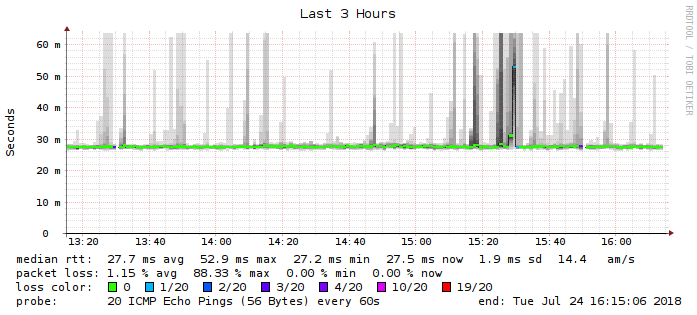 Last 3 Hours
RRDTOOL / TOBI OETIKER
Seconds
60 m
50 m
40 m
30 m
20 m
10 m
0
13:20 13:40 14:00 14:20 14:40 15:00 15:20 15:40 16:00
median rtt: 27.7 ms avg 52.9 ms max 27.2 ms min 27.5 ms now 1.9 ms sd 14.4 am/s
packet loss: 1.15 % avg 88.33 % max 0.00 % min 0.00 % now
loss color: 0 1/20 2/20 3/20 4/20 10/20 19/20
probe: 20 ICMP Echo Pings (56 Bytes) every 60s end: Tue Jul 24 16:15:06 2018